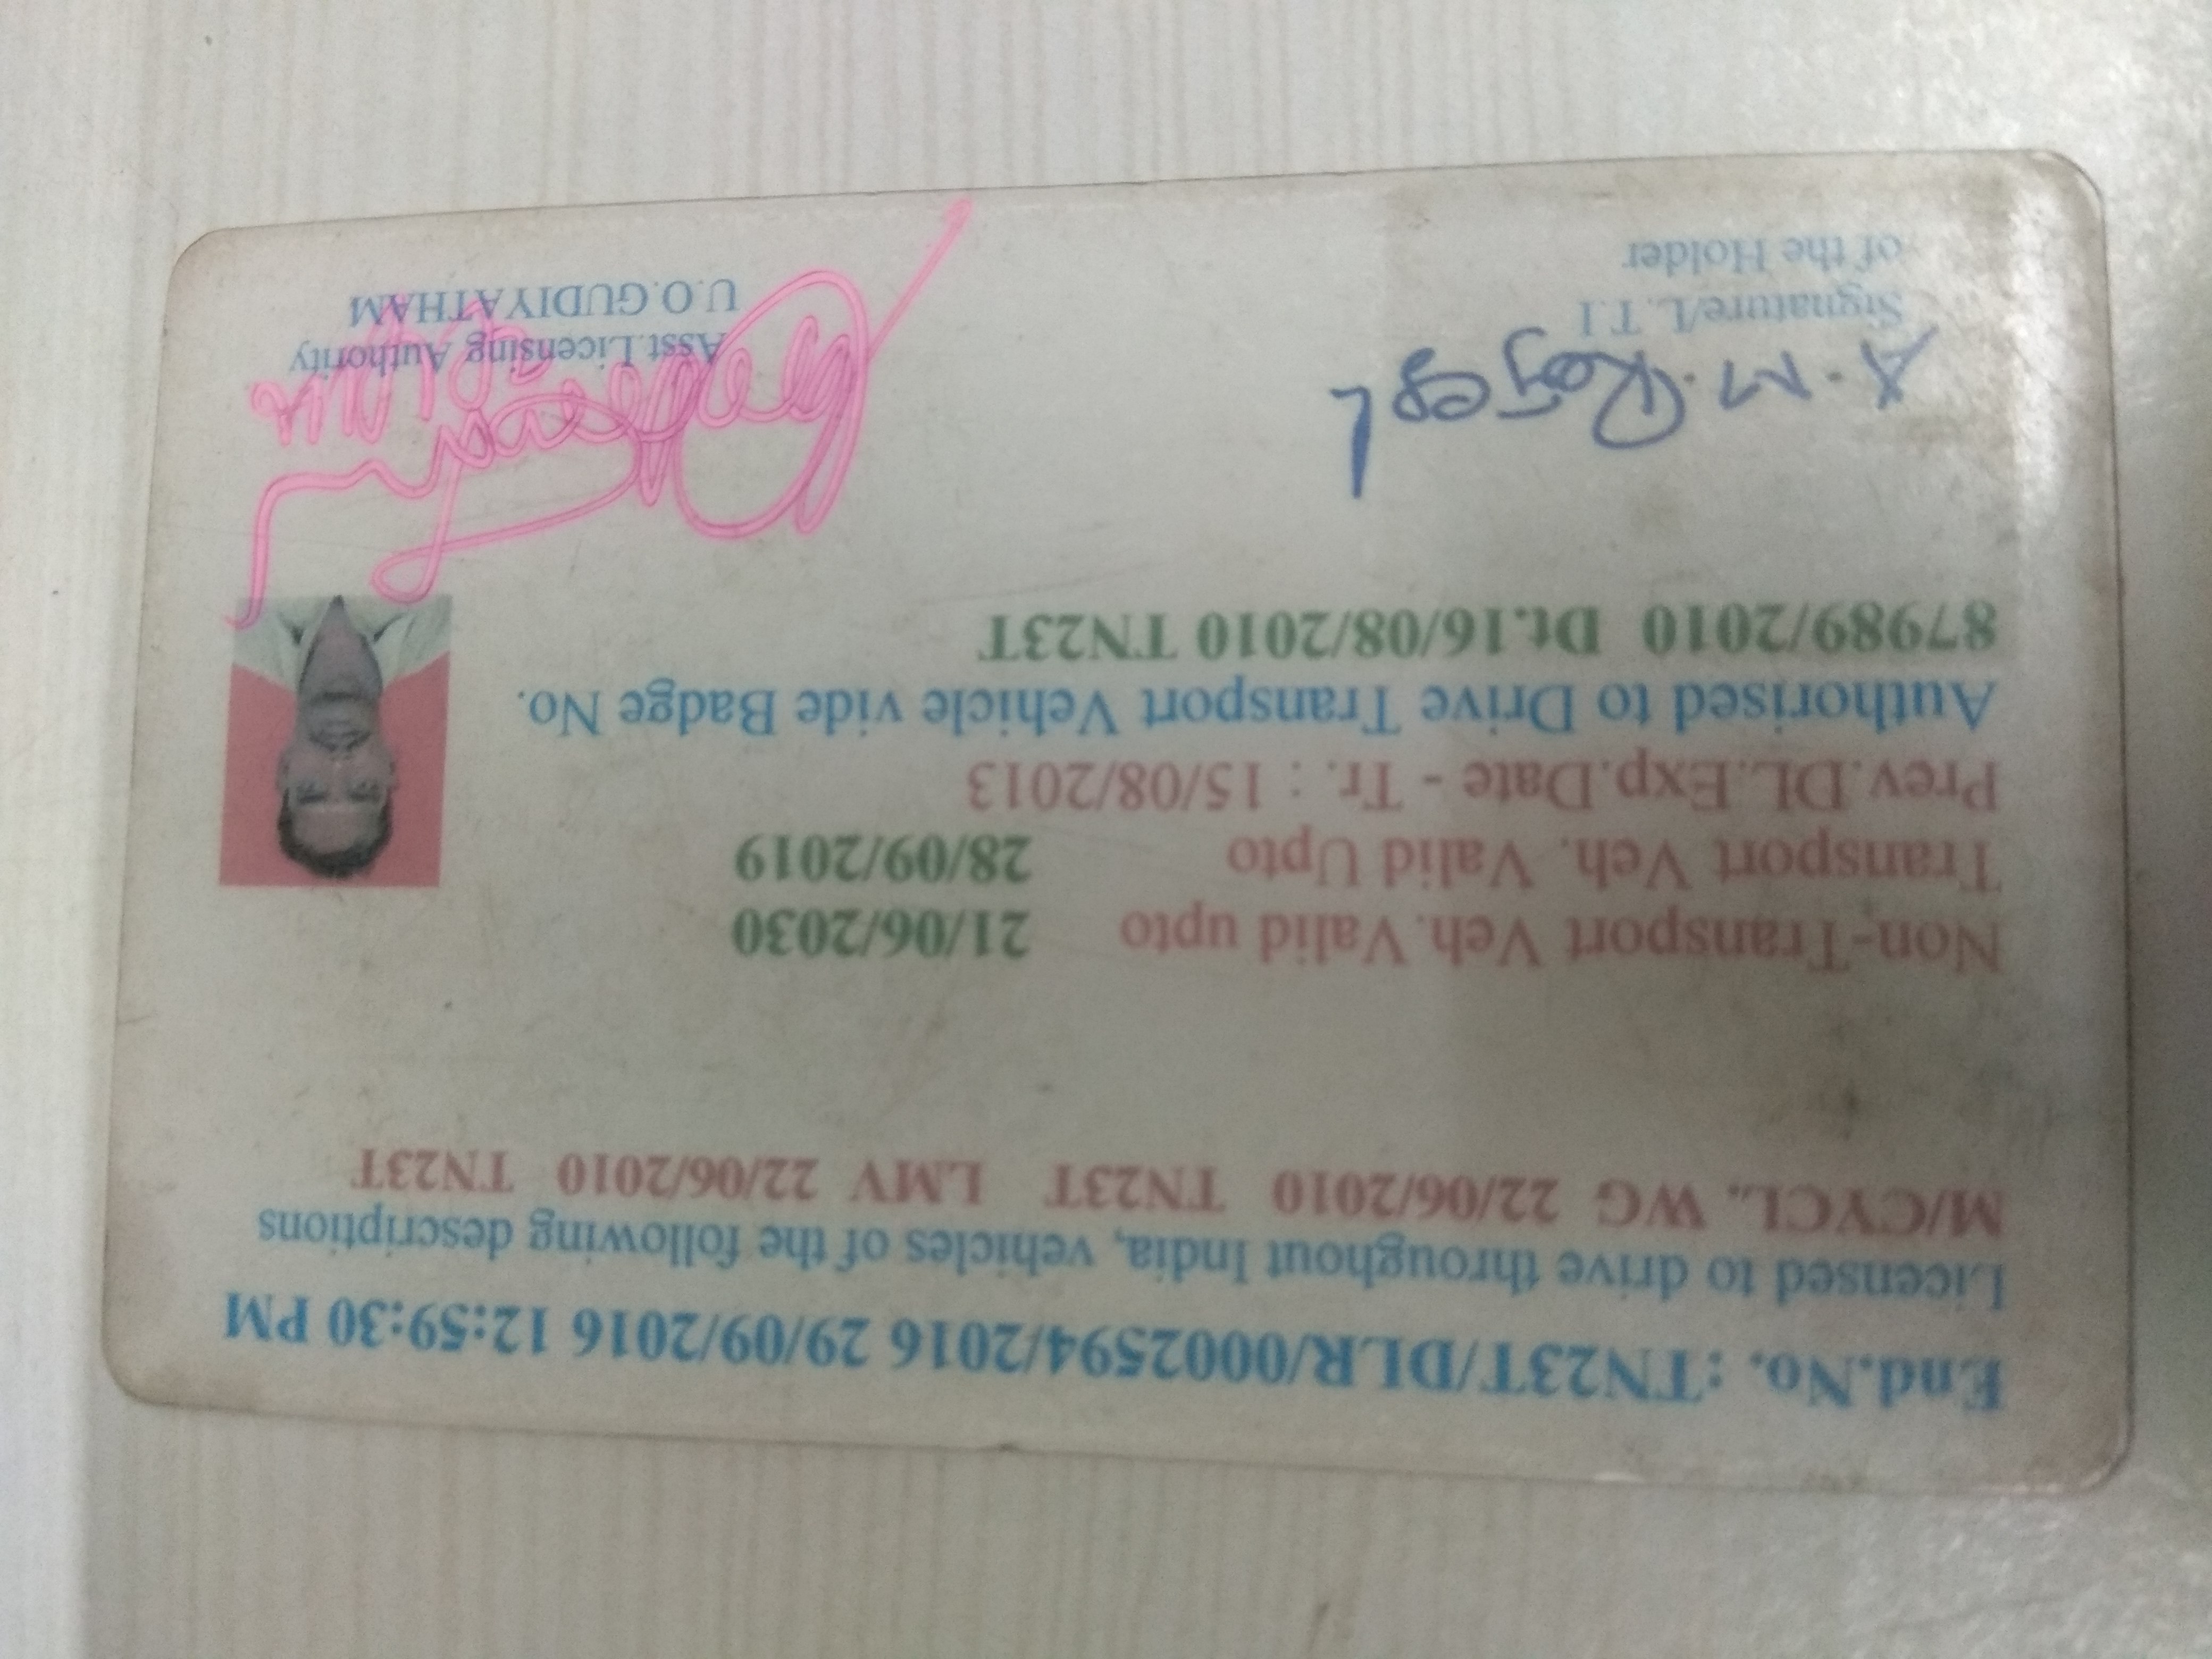 End.No. :TN23T/DLR/0002594/2016 29/09/2016 12:59:30 PM
Licensed to drive throughout India, vehicles of the following descriptions
M/CYCL. WG 22/06/2010 TN23T LMV 22/06/2010 TN23T
Non-Transport Veh.Valid upto 21/06/2030
Transport Veh. Valid Upto 28/09/2019
Prev.DL.Exp.Date - Tr. : 15/08/2013
Authorised to Drive Transport Vehicle vide Badge No.
87989/2010 Dt.16/08/2010 TN23T
A. M.
Signature/L.T.I
of the Holder
Asst.Licensing Authority
U.O.GUDIYATHAM